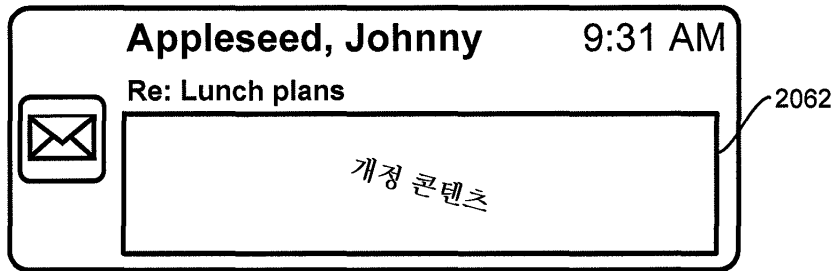 Appleseed, Johnny 9:31 AM
Re: Lunch plans
2062
개정 콘텐츠